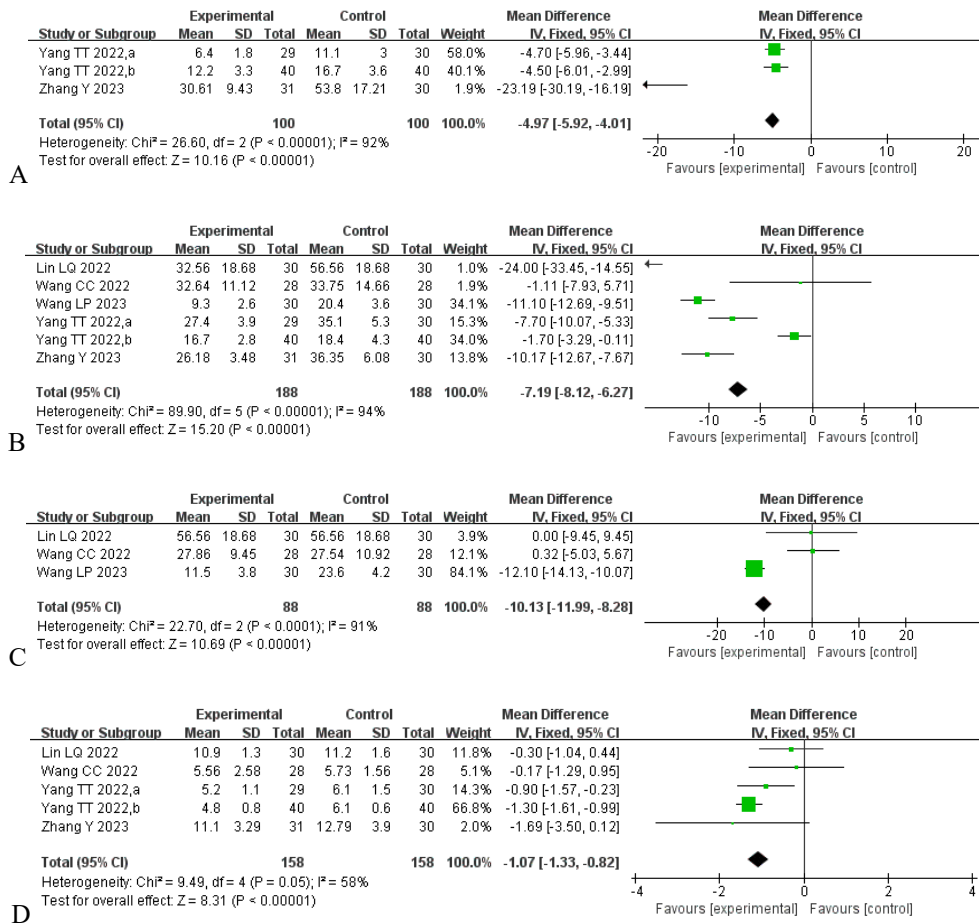 Experimental Control Mean Difference Mean Difference
Study or Subgroup Mean SD Total Mean SD Total Weight IV, Fixed, 95% CI IV, Fixed, 95% CI
Yang TT 2022,a 6.4 1.8 29 11.1 3 30 58.0% -4.70 [-5.96, -3.44]
Yang TT 2022,b 12.2 3.3 40 16.7 3.6 40 40.1% -4.50 [-6.01, -2.99]
Zhang Y 2023 30.61 9.43 31 53.8 17.21 30 1.9% -23.19 [-30.19, -16.19]
Total (95% CI) 100 100 100.0% -4.97 [-5.92, -4.01]
Heterogeneity: Chi² = 26.60, df = 2 (P < 0.00001); I² = 92%
Test for overall effect: Z = 10.16 (P < 0.00001)
-20 -10 0 10 20
Favours [experimental] Favours [control]
A
Experimental Control Mean Difference Mean Difference
Study or Subgroup Mean SD Total Mean SD Total Weight IV, Fixed, 95% CI IV, Fixed, 95% CI
Lin LQ 2022 32.56 18.68 30 56.56 18.68 30 1.0% -24.00 [-33.45, -14.55]
Wang CC 2022 32.64 11.12 28 33.75 14.66 28 1.9% -1.11 [-7.93, 5.71]
Wang LP 2023 9.3 2.6 30 20.4 3.6 30 34.1% -11.10 [-12.69, -9.51]
Yang TT 2022,a 27.4 3.9 29 35.1 5.3 30 15.3% -7.70 [-10.07, -5.33]
Yang TT 2022,b 16.7 2.8 40 18.4 4.3 40 34.0% -1.70 [-3.29, -0.11]
Zhang Y 2023 26.18 3.48 31 36.35 6.08 30 13.8% -10.17 [-12.67, -7.67]
Total (95% CI) 188 188 100.0% -7.19 [-8.12, -6.27]
Heterogeneity: Chi² = 89.90, df = 5 (P < 0.00001); I² = 94%
Test for overall effect: Z = 15.20 (P < 0.00001)
-10 -5 0 5 10
Favours [experimental] Favours [control]
B
Experimental Control Mean Difference Mean Difference
Study or Subgroup Mean SD Total Mean SD Total Weight IV, Fixed, 95% CI IV, Fixed, 95% CI
Lin LQ 2022 56.56 18.68 30 56.56 18.68 30 3.9% 0.00 [-9.45, 9.45]
Wang CC 2022 27.86 9.45 28 27.54 10.92 28 12.1% 0.32 [-5.03, 5.67]
Wang LP 2023 11.5 3.8 30 23.6 4.2 30 84.1% -12.10 [-14.13, -10.07]
Total (95% CI) 88 88 100.0% -10.13 [-11.99, -8.28]
Heterogeneity: Chi² = 22.70, df = 2 (P < 0.0001); I² = 91%
Test for overall effect: Z = 10.69 (P < 0.00001)
-20 -10 0 10 20
Favours [experimental] Favours [control]
C
Experimental Control Mean Difference Mean Difference
Study or Subgroup Mean SD Total Mean SD Total Weight IV, Fixed, 95% CI IV, Fixed, 95% CI
Lin LQ 2022 10.9 1.3 30 11.2 1.6 30 11.8% -0.30 [-1.04, 0.44]
Wang CC 2022 5.56 2.58 28 5.73 1.56 28 5.1% -0.17 [-1.29, 0.95]
Yang TT 2022,a 5.2 1.1 29 6.1 1.5 30 14.3% -0.90 [-1.57, -0.23]
Yang TT 2022,b 4.8 0.8 40 6.1 0.6 40 66.8% -1.30 [-1.61, -0.99]
Zhang Y 2023 11.1 3.29 31 12.79 3.9 30 2.0% -1.69 [-3.50, 0.12]
Total (95% CI) 158 158 100.0% -1.07 [-1.33, -0.82]
Heterogeneity: Chi² = 9.49, df = 4 (P = 0.05); I² = 58%
Test for overall effect: Z = 8.31 (P < 0.00001)
-4 -2 0 2 4
Favours [experimental] Favours [control]
D